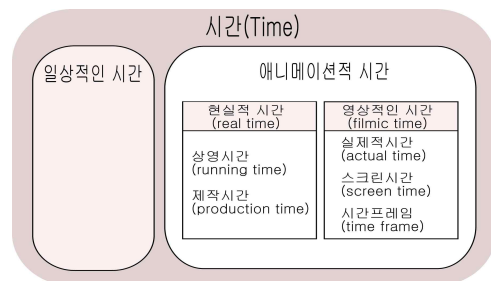 시간(Time)
일상적인 시간
애니메이션적 시간
현실적 시간
(real time)
상영시간
(running time)
제작시간
(production time)
영상적인 시간
(filmic time)
실제적시간
(actual time)
스크린시간
(screen time)
시간프레임
(time frame)